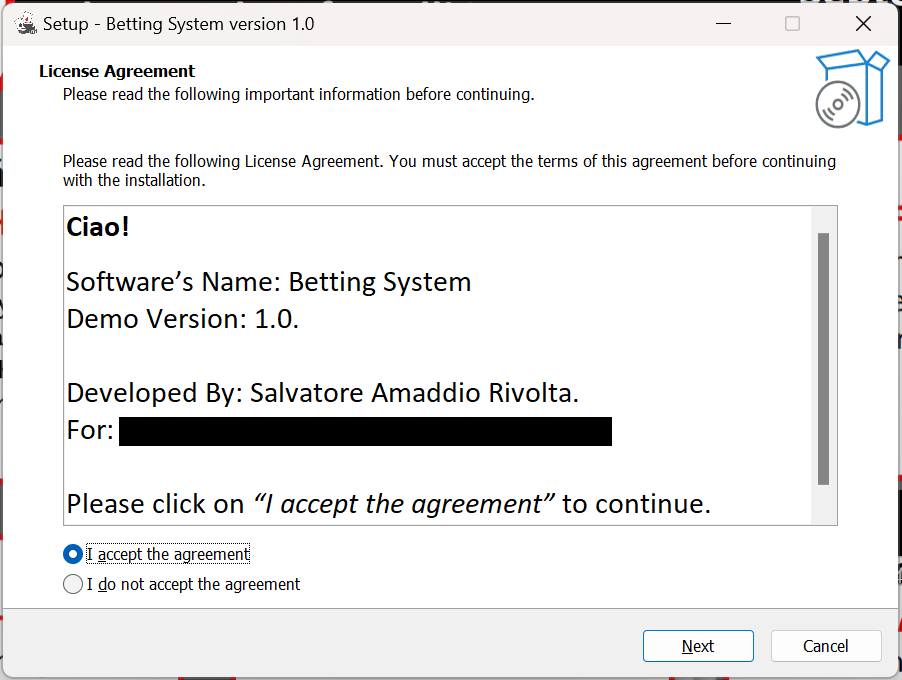 Setup - Betting System version 1.0
License Agreement
Please read the following important information before continuing.
Please read the following License Agreement. You must accept the terms of this agreement before continuing
with the installation.
Ciao!
Software’s Name: Betting System
Demo Version: 1.0.
Developed By: Salvatore Amaddio Rivolta.
For:
Please click on “I accept the agreement” to continue.
I accept the agreement
I do not accept the agreement
Next
Cancel